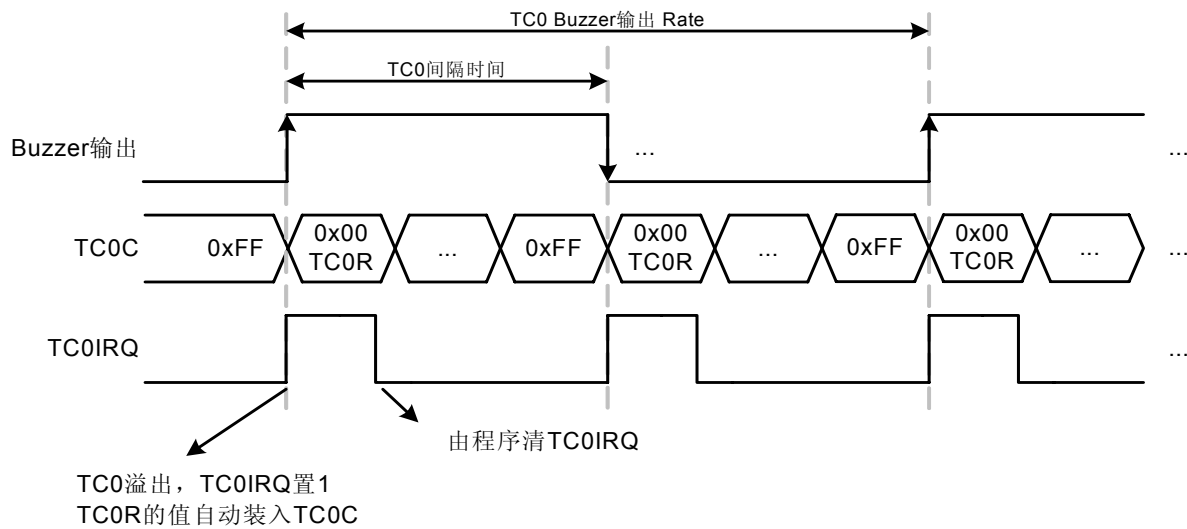 TC0 Buzzer输出 Rate
TC0间隔时间
Buzzer输出
...
...
TC0C
0xFF
0x00
TC0R
...
0xFF
0x00
TC0R
...
0xFF
0x00
TC0R
...
...
TC0IRQ
...
由程序清TC0IRQ
TC0溢出，TC0IRQ置1
TC0R的值自动装入TC0C